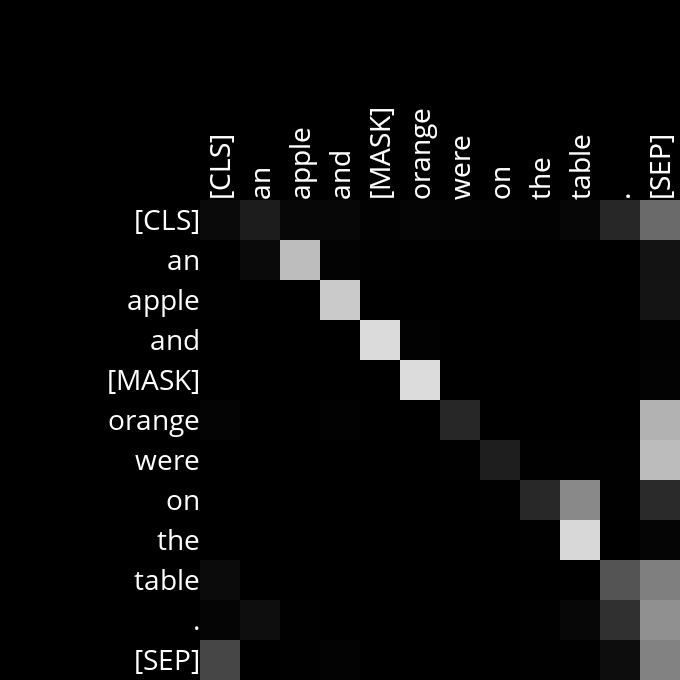 [CLS] an apple and [MASK] orange were on the table . [SEP]
[CLS]
an
apple
and
[MASK]
orange
were
on
the
table
.
[SEP]